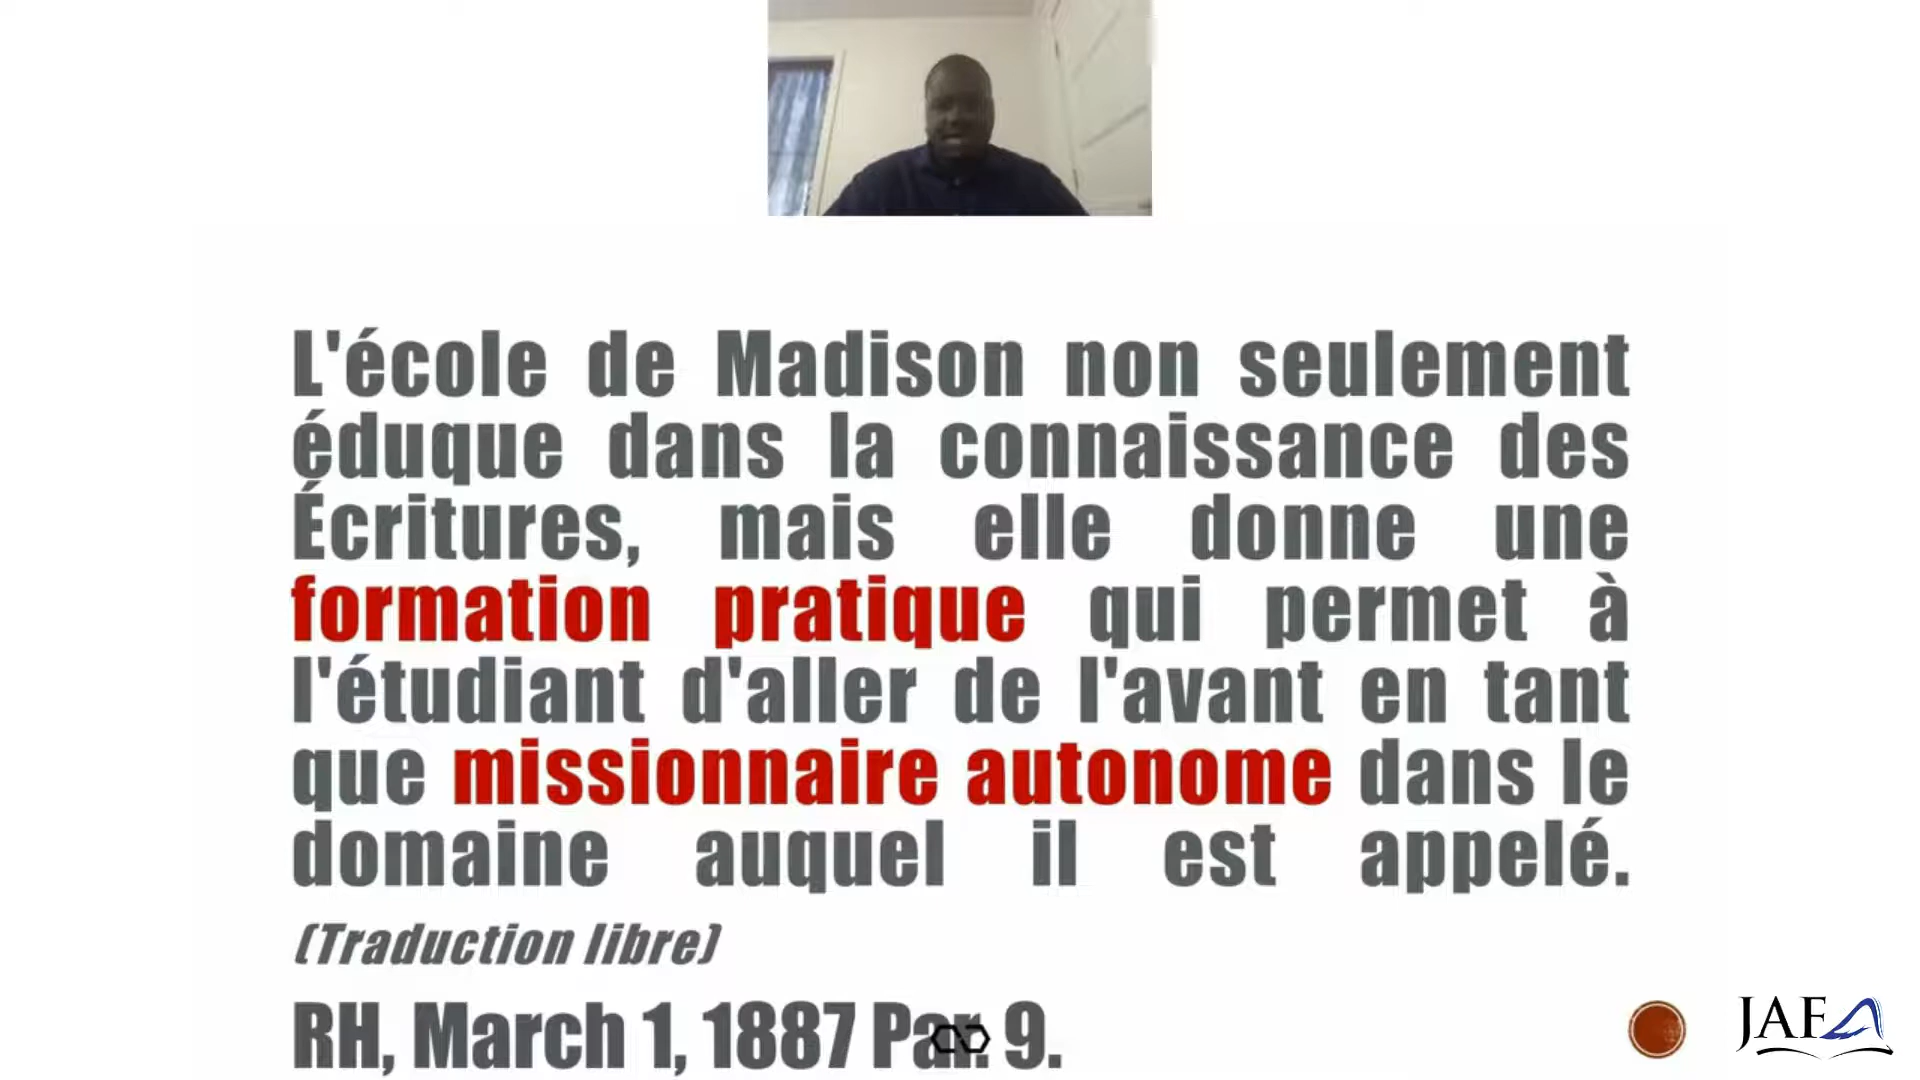 L'école de Madison non seulement
éduque dans la connaissance des
Écritures, mais elle donne une
formation pratique qui permet à
l'étudiant d'aller de l'avant en tant
que missionnaire autonome dans le
domaine auquel il est appelé.
(Traduction libre)
RH, March 1, 1887 Par. 9.
JAFA